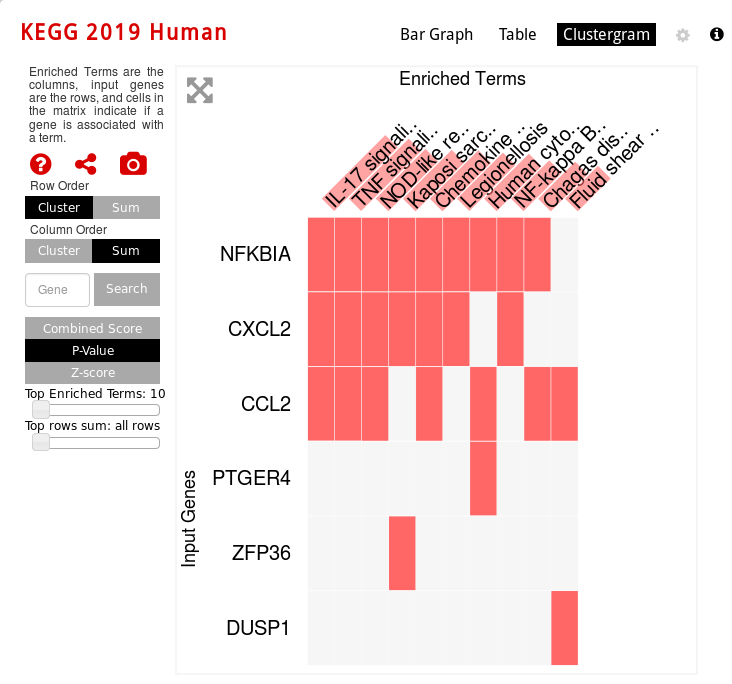 KEGG 2019 Human
Bar Graph
Table
Clustergram
Enriched Terms are the
columns, input genes
are the rows, and cells in
the matrix indicate if a
gene is associated with
a term.
Row Order
Cluster
Sum
Column Order
Cluster
Sum
Gene
Search
Combined Score
P-Value
Z-score
Top Enriched Terms: 10
Top rows sum: all rows
Enriched Terms
IL-17 signali..
TNF signali..
NOD-like re..
Kaposi sarc..
Chemokine ..
Legionellosis
Human cyto..
NF-kappa B..
Chagas dis..
Fluid shear ..
Input Genes
NFKBIA
CXCL2
CCL2
PTGER4
ZFP36
DUSP1